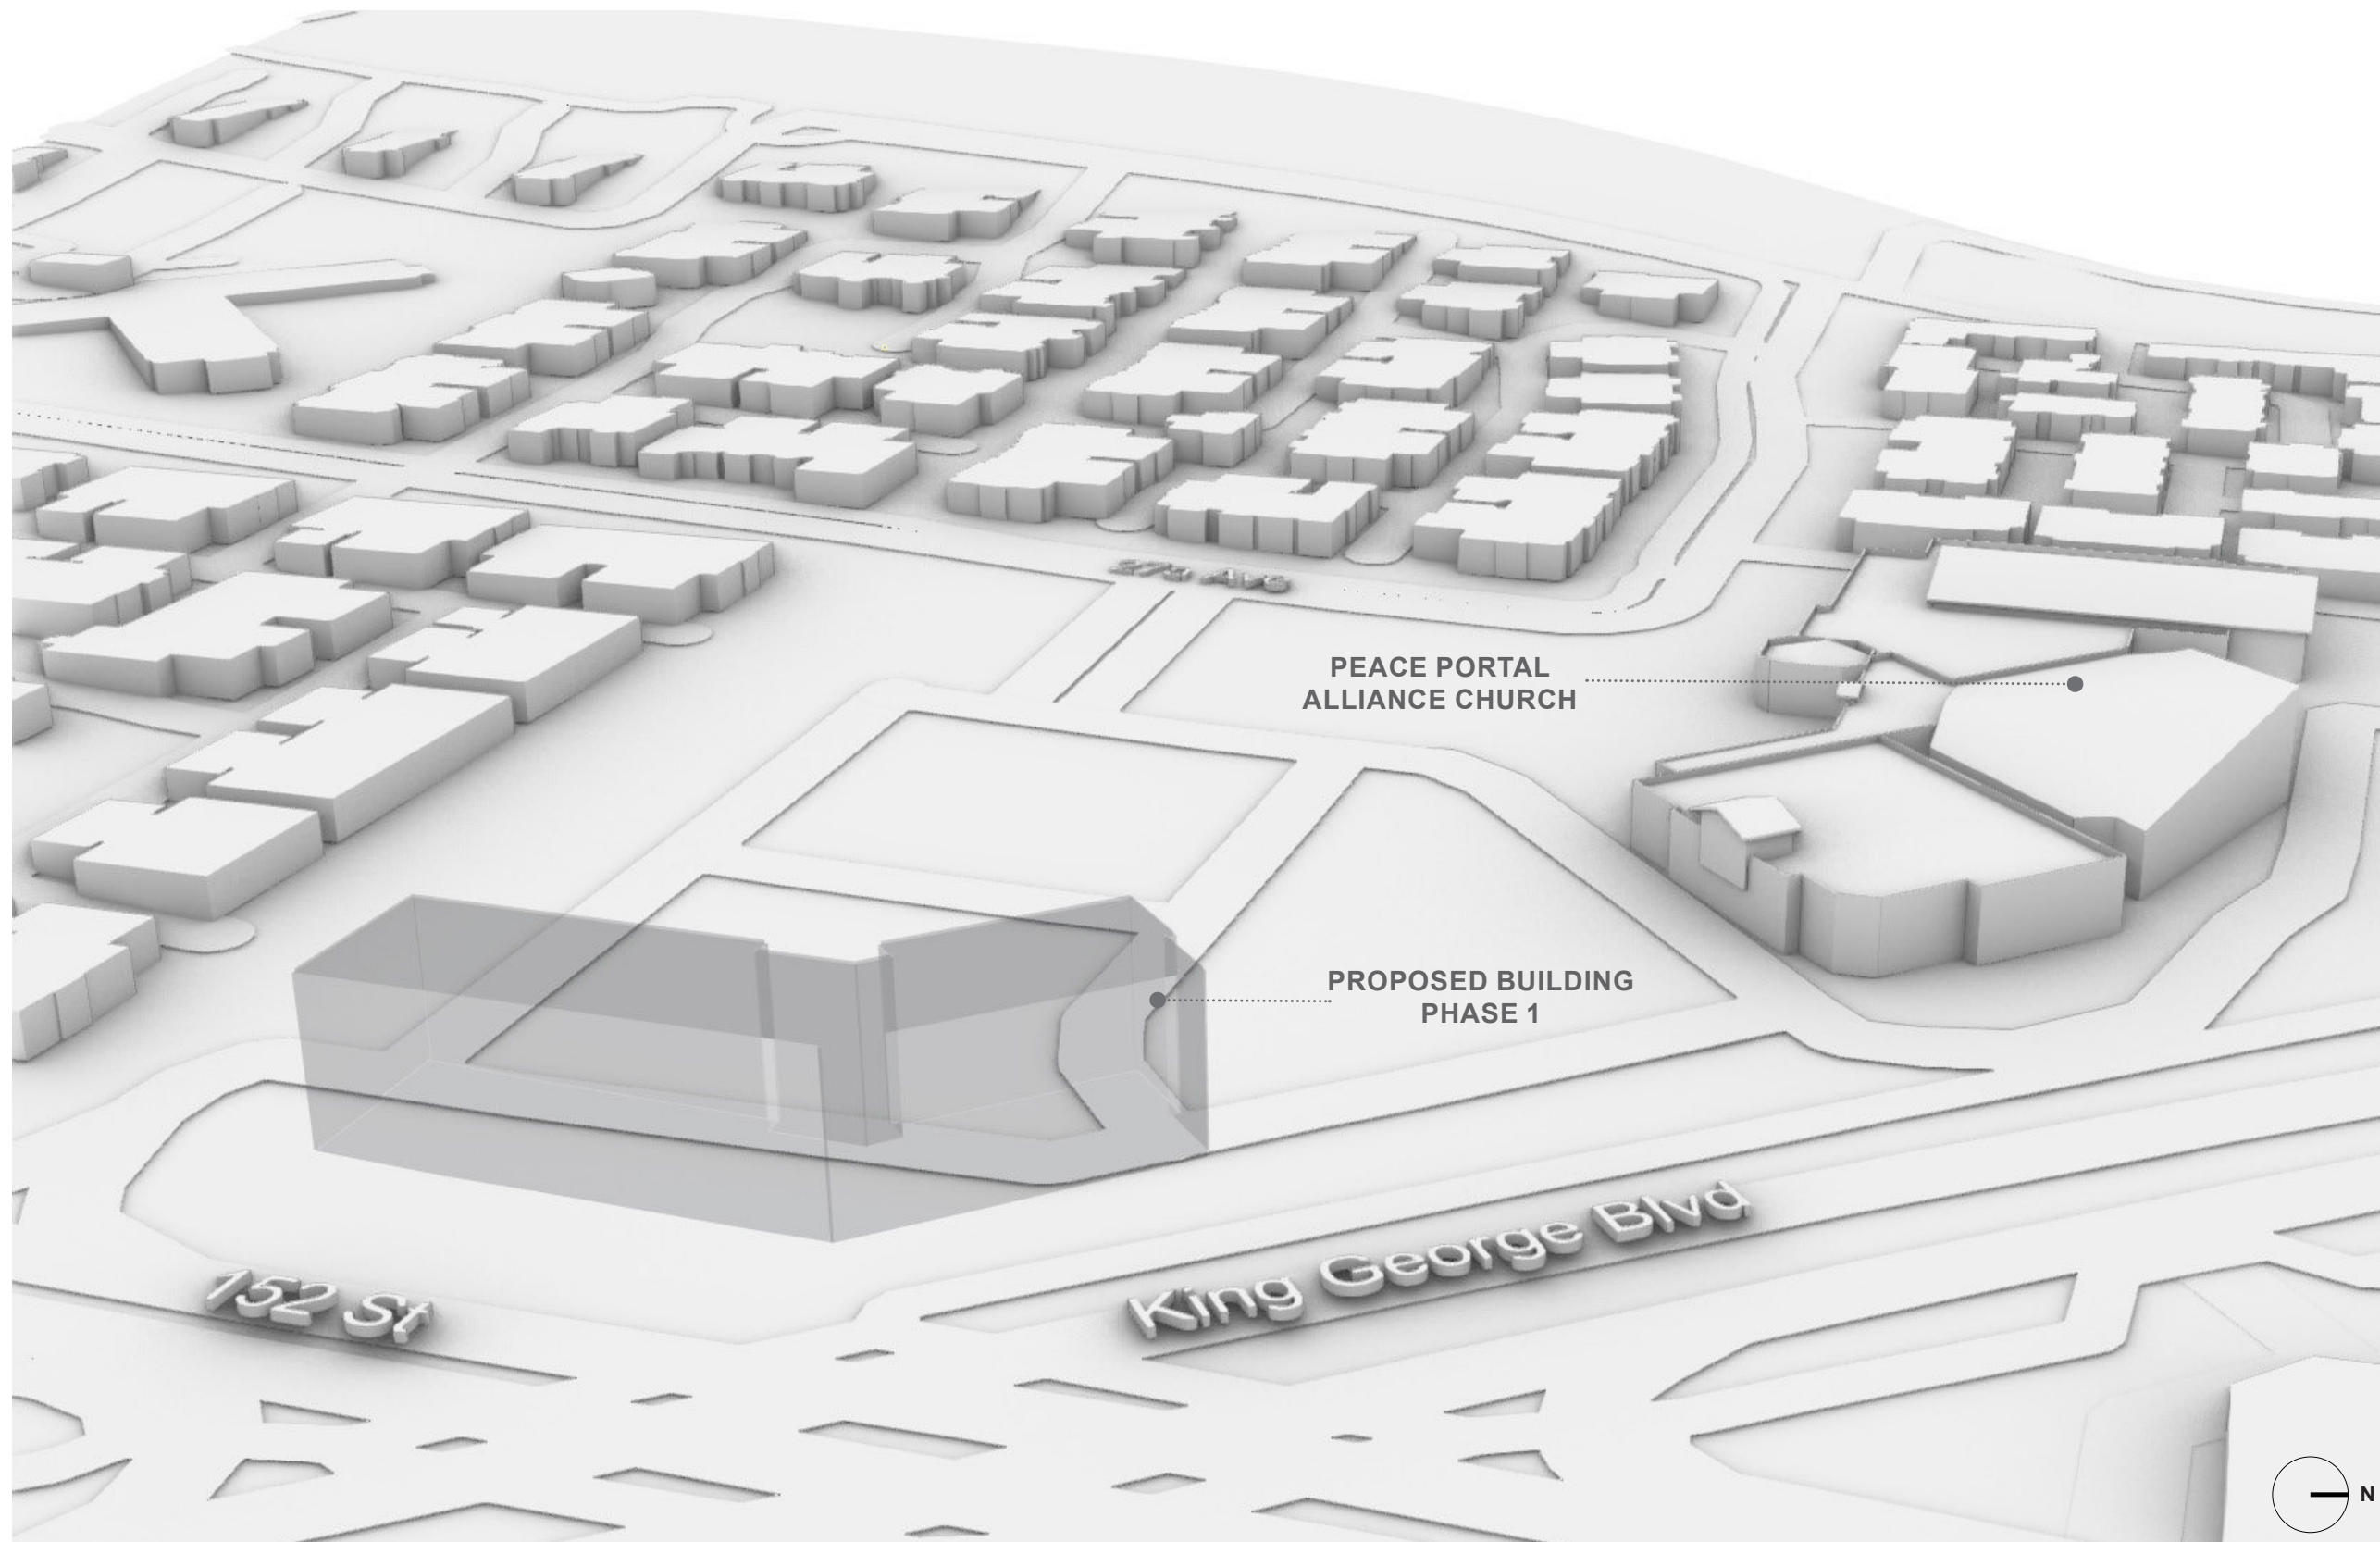 PEACE PORTAL
ALLIANCE CHURCH
PROPOSED BUILDING
PHASE 1
King George Blvd
152 St
N